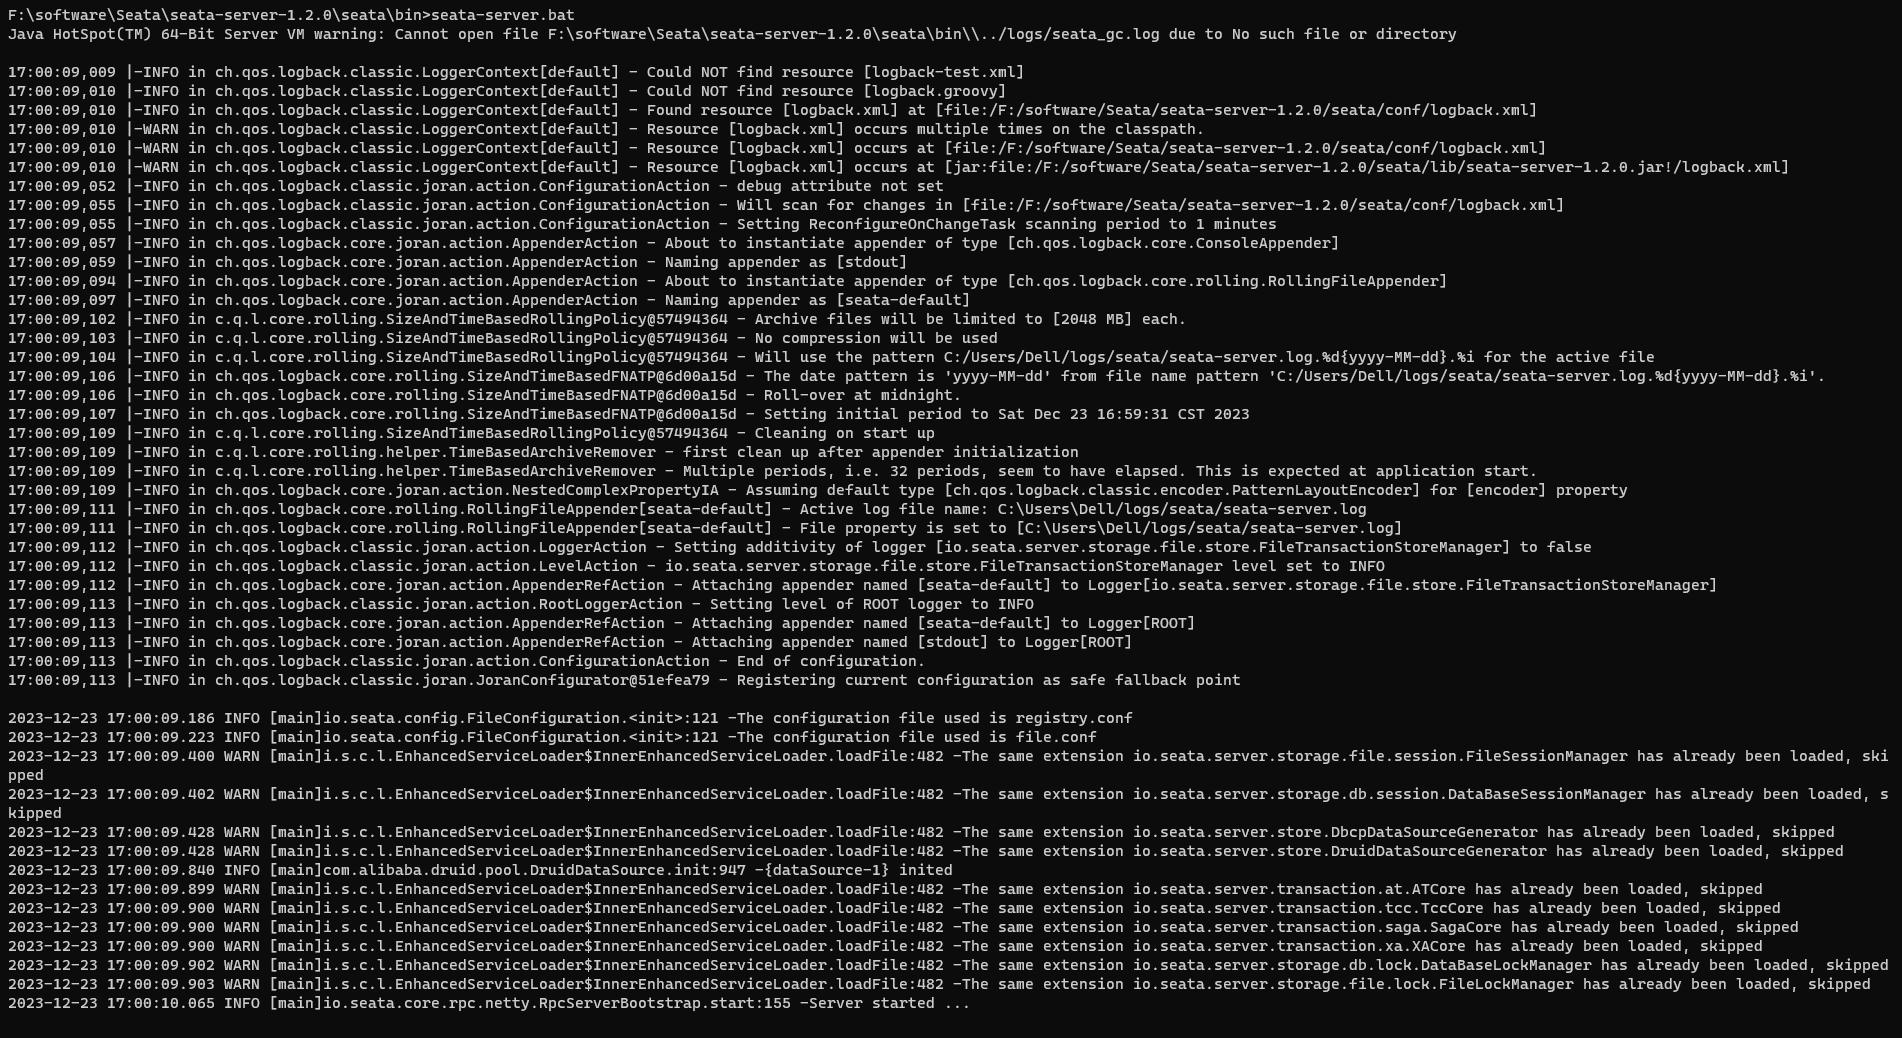 F:\software\Seata\seata-server-1.2.0\seata\bin>seata-server.bat
Java HotSpot(TM) 64-Bit Server VM warning: Cannot open file F:\software\Seata\seata-server-1.2.0\seata\bin\\../logs/seata_gc.log due to No such file or directory
17:00:09,009 |-INFO in ch.qos.logback.classic.LoggerContext[default] - Could NOT find resource [logback-test.xml]
17:00:09,010 |-INFO in ch.qos.logback.classic.LoggerContext[default] - Could NOT find resource [logback.groovy]
17:00:09,010 |-INFO in ch.qos.logback.classic.LoggerContext[default] - Found resource [logback.xml] at [file:/F:/software/Seata/seata-server-1.2.0/seata/conf/logback.xml]
17:00:09,010 |-WARN in ch.qos.logback.classic.LoggerContext[default] - Resource [logback.xml] occurs multiple times on the classpath.
17:00:09,010 |-WARN in ch.qos.logback.classic.LoggerContext[default] - Resource [logback.xml] occurs at [file:/F:/software/Seata/seata-server-1.2.0/seata/conf/logback.xml]
17:00:09,010 |-WARN in ch.qos.logback.classic.LoggerContext[default] - Resource [logback.xml] occurs at [jar:file:/F:/software/Seata/seata-server-1.2.0/seata/lib/seata-server-1.2.0.jar!/logback.xml]
17:00:09,052 |-INFO in ch.qos.logback.classic.joran.action.ConfigurationAction - debug attribute not set
17:00:09,055 |-INFO in ch.qos.logback.classic.joran.action.ConfigurationAction - Will scan for changes in [file:/F:/software/Seata/seata-server-1.2.0/seata/conf/logback.xml]
17:00:09,055 |-INFO in ch.qos.logback.classic.joran.action.ConfigurationAction - Setting ReconfigureOnChangeTask scanning period to 1 minutes
17:00:09,057 |-INFO in ch.qos.logback.core.joran.action.AppenderAction - About to instantiate appender of type [ch.qos.logback.core.ConsoleAppender]
17:00:09,059 |-INFO in ch.qos.logback.core.joran.action.AppenderAction - Naming appender as [stdout]
17:00:09,094 |-INFO in ch.qos.logback.core.joran.action.AppenderAction - About to instantiate appender of type [ch.qos.logback.core.rolling.RollingFileAppender]
17:00:09,097 |-INFO in ch.qos.logback.core.joran.action.AppenderAction - Naming appender as [seata-default]
17:00:09,102 |-INFO in c.q.l.core.rolling.SizeAndTimeBasedRollingPolicy@57494364 - Archive files will be limited to [2048 MB] each.
17:00:09,103 |-INFO in c.q.l.core.rolling.SizeAndTimeBasedRollingPolicy@57494364 - No compression will be used
17:00:09,104 |-INFO in c.q.l.core.rolling.SizeAndTimeBasedRollingPolicy@57494364 - Will use the pattern C:/Users/Dell/logs/seata/seata-server.log.%d{yyyy-MM-dd}.%i for the active file
17:00:09,106 |-INFO in ch.qos.logback.core.rolling.SizeAndTimeBasedFNATP@6d00a15d - The date pattern is 'yyyy-MM-dd' from file name pattern 'C:/Users/Dell/logs/seata/seata-server.log.%d{yyyy-MM-dd}.%i'.
17:00:09,106 |-INFO in ch.qos.logback.core.rolling.SizeAndTimeBasedFNATP@6d00a15d - Roll-over at midnight.
17:00:09,107 |-INFO in ch.qos.logback.core.rolling.SizeAndTimeBasedFNATP@6d00a15d - Setting initial period to Sat Dec 23 16:59:31 CST 2023
17:00:09,109 |-INFO in c.q.l.core.rolling.SizeAndTimeBasedRollingPolicy@57494364 - Cleaning on start up
17:00:09,109 |-INFO in c.q.l.core.rolling.helper.TimeBasedArchiveRemover - first clean up after appender initialization
17:00:09,109 |-INFO in c.q.l.core.rolling.helper.TimeBasedArchiveRemover - Multiple periods, i.e. 32 periods, seem to have elapsed. This is expected at application start.
17:00:09,109 |-INFO in ch.qos.logback.core.joran.action.NestedComplexPropertyIA - Assuming default type [ch.qos.logback.classic.encoder.PatternLayoutEncoder] for [encoder] property
17:00:09,111 |-INFO in ch.qos.logback.core.rolling.RollingFileAppender[seata-default] - Active log file name: C:\Users\Dell/logs/seata/seata-server.log
17:00:09,111 |-INFO in ch.qos.logback.core.rolling.RollingFileAppender[seata-default] - File property is set to [C:\Users\Dell/logs/seata/seata-server.log]
17:00:09,112 |-INFO in ch.qos.logback.classic.joran.action.LoggerAction - Setting additivity of logger [io.seata.server.storage.file.store.FileTransactionStoreManager] to false
17:00:09,112 |-INFO in ch.qos.logback.classic.joran.action.LevelAction - io.seata.server.storage.file.store.FileTransactionStoreManager level set to INFO
17:00:09,112 |-INFO in ch.qos.logback.core.joran.action.AppenderRefAction - Attaching appender named [seata-default] to Logger[io.seata.server.storage.file.store.FileTransactionStoreManager]
17:00:09,113 |-INFO in ch.qos.logback.classic.joran.action.RootLoggerAction - Setting level of ROOT logger to INFO
17:00:09,113 |-INFO in ch.qos.logback.core.joran.action.AppenderRefAction - Attaching appender named [seata-default] to Logger[ROOT]
17:00:09,113 |-INFO in ch.qos.logback.core.joran.action.AppenderRefAction - Attaching appender named [stdout] to Logger[ROOT]
17:00:09,113 |-INFO in ch.qos.logback.classic.joran.action.ConfigurationAction - End of configuration.
17:00:09,113 |-INFO in ch.qos.logback.classic.joran.JoranConfigurator@51efea79 - Registering current configuration as safe fallback point
2023-12-23 17:00:09.186 INFO [main]io.seata.config.FileConfiguration.<init>:121 -The configuration file used is registry.conf
2023-12-23 17:00:09.223 INFO [main]io.seata.config.FileConfiguration.<init>:121 -The configuration file used is file.conf
2023-12-23 17:00:09.400 WARN [main]i.s.c.l.EnhancedServiceLoader$InnerEnhancedServiceLoader.loadFile:482 -The same extension io.seata.server.storage.file.session.FileSessionManager has already been loaded, ski
pped
2023-12-23 17:00:09.402 WARN [main]i.s.c.l.EnhancedServiceLoader$InnerEnhancedServiceLoader.loadFile:482 -The same extension io.seata.server.storage.db.session.DataBaseSessionManager has already been loaded, s
kipped
2023-12-23 17:00:09.428 WARN [main]i.s.c.l.EnhancedServiceLoader$InnerEnhancedServiceLoader.loadFile:482 -The same extension io.seata.server.store.DbcpDataSourceGenerator has already been loaded, skipped
2023-12-23 17:00:09.428 WARN [main]i.s.c.l.EnhancedServiceLoader$InnerEnhancedServiceLoader.loadFile:482 -The same extension io.seata.server.store.DruidDataSourceGenerator has already been loaded, skipped
2023-12-23 17:00:09.840 INFO [main]com.alibaba.druid.pool.DruidDataSource.init:947 -{dataSource-1} inited
2023-12-23 17:00:09.899 WARN [main]i.s.c.l.EnhancedServiceLoader$InnerEnhancedServiceLoader.loadFile:482 -The same extension io.seata.server.transaction.at.ATCore has already been loaded, skipped
2023-12-23 17:00:09.900 WARN [main]i.s.c.l.EnhancedServiceLoader$InnerEnhancedServiceLoader.loadFile:482 -The same extension io.seata.server.transaction.tcc.TccCore has already been loaded, skipped
2023-12-23 17:00:09.900 WARN [main]i.s.c.l.EnhancedServiceLoader$InnerEnhancedServiceLoader.loadFile:482 -The same extension io.seata.server.transaction.saga.SagaCore has already been loaded, skipped
2023-12-23 17:00:09.900 WARN [main]i.s.c.l.EnhancedServiceLoader$InnerEnhancedServiceLoader.loadFile:482 -The same extension io.seata.server.transaction.xa.XACore has already been loaded, skipped
2023-12-23 17:00:09.902 WARN [main]i.s.c.l.EnhancedServiceLoader$InnerEnhancedServiceLoader.loadFile:482 -The same extension io.seata.server.storage.db.lock.DataBaseLockManager has already been loaded, skipped
2023-12-23 17:00:09.903 WARN [main]i.s.c.l.EnhancedServiceLoader$InnerEnhancedServiceLoader.loadFile:482 -The same extension io.seata.server.storage.file.lock.FileLockManager has already been loaded, skipped
2023-12-23 17:00:10.065 INFO [main]io.seata.core.rpc.netty.RpcServerBootstrap.start:155 -Server started ...